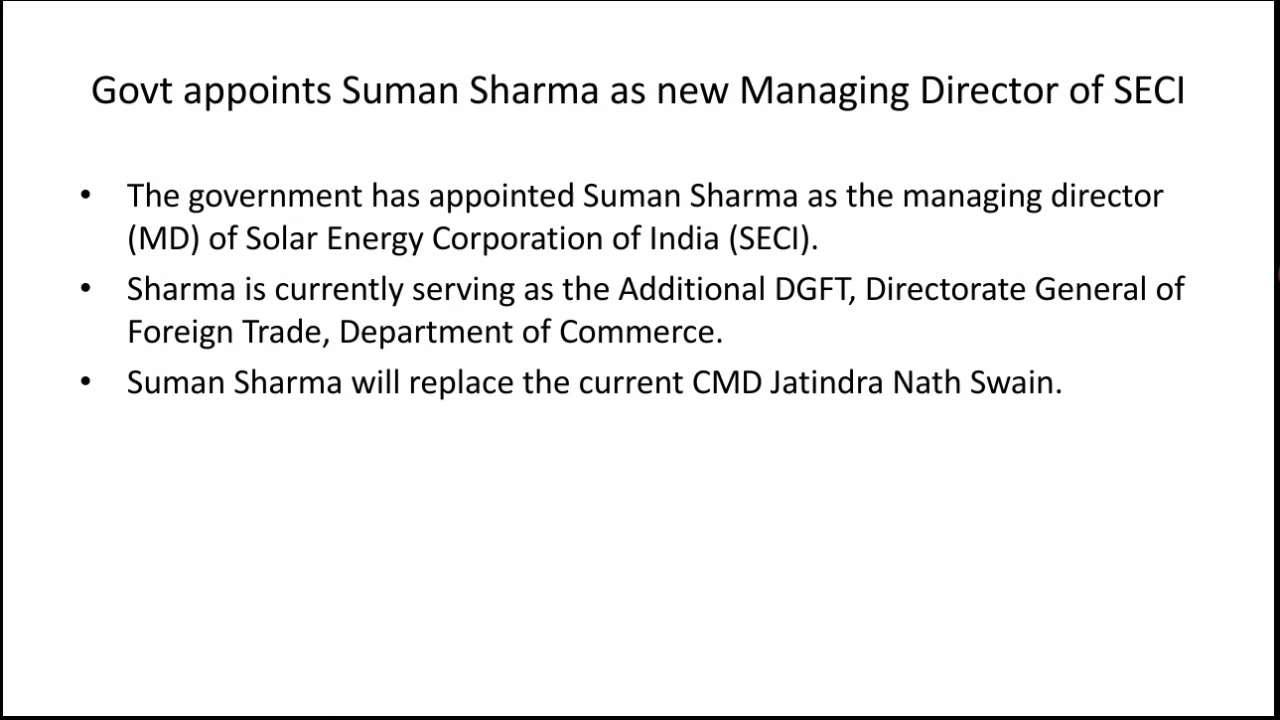 Govt appoints Suman Sharma as new Managing Director of SECI
• The government has appointed Suman Sharma as the managing director
(MD) of Solar Energy Corporation of India (SECI).
• Sharma is currently serving as the Additional DGFT, Directorate General of
Foreign Trade, Department of Commerce.
• Suman Sharma will replace the current CMD Jatindra Nath Swain.